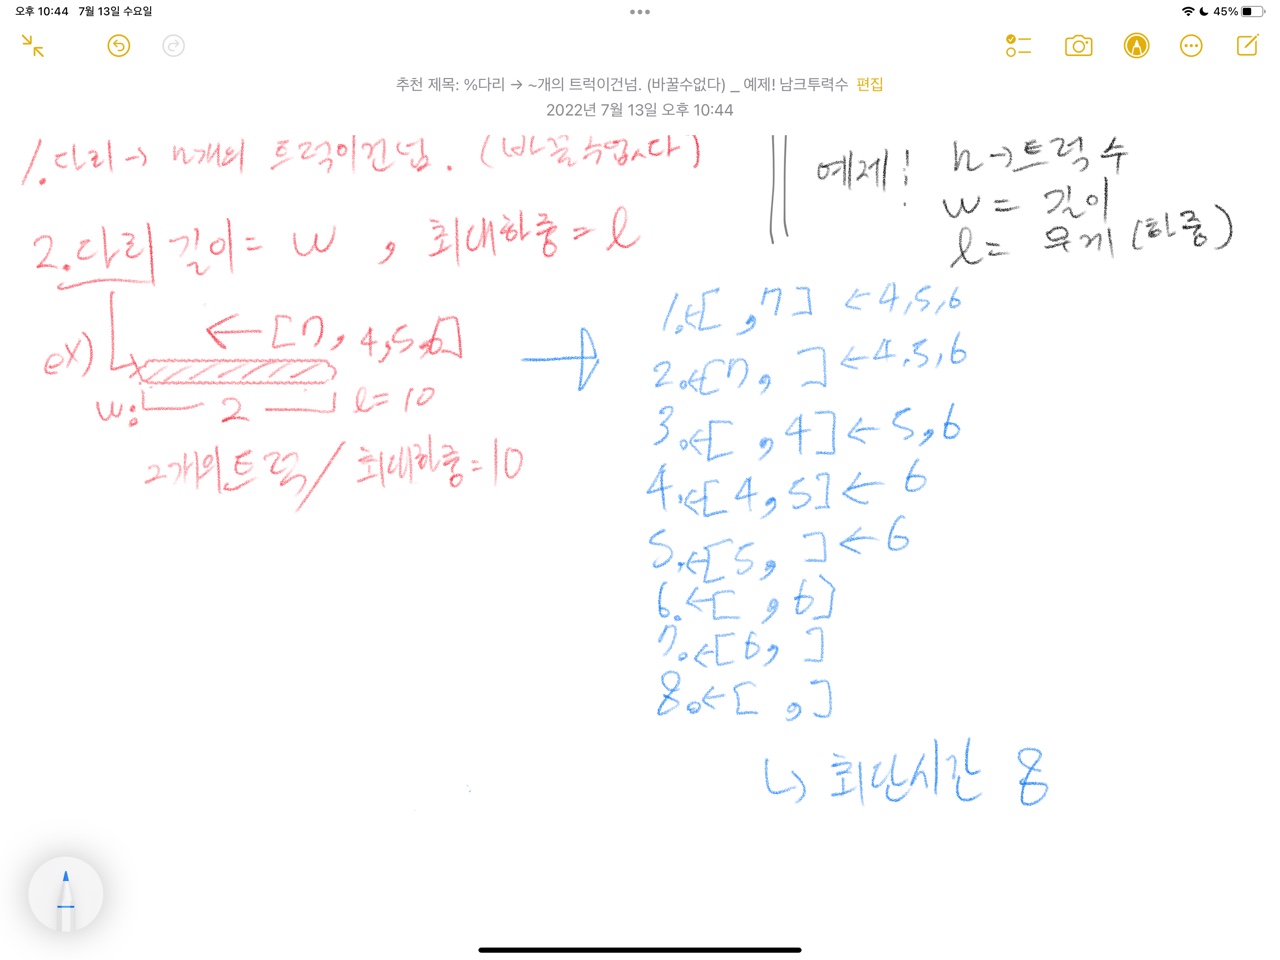 오후 10:44 7월 13일 수요일
45%
추천 제목: %다리 → ~개의 트럭이건넘. (바꿀수없다) _ 예제! 남크투력수 편집
2022년 7월 13일 오후 10:44
1. 다리 → n개의 트럭이건넘. (바꿀수없다)
2. 다리 길이 = w , 최대하중 = l
ex) ← [7, 4,5,6]
w: 2 l = 10
2개의트럭 / 최대하중=10
예제! n → 트럭 수
w = 길이
l = 무게 (하중)
1. ←[ ,7] ←4,5,6
2. ←[7, ] ←4,5,6
3. ←[ ,4] ← 5,6
4. ←[4,5] ← 6
5. ←[5, ] ← 6
6. ←[ , 6]
7. ←[6, ]
8. ←[ , ]
↳ 최단시간 8